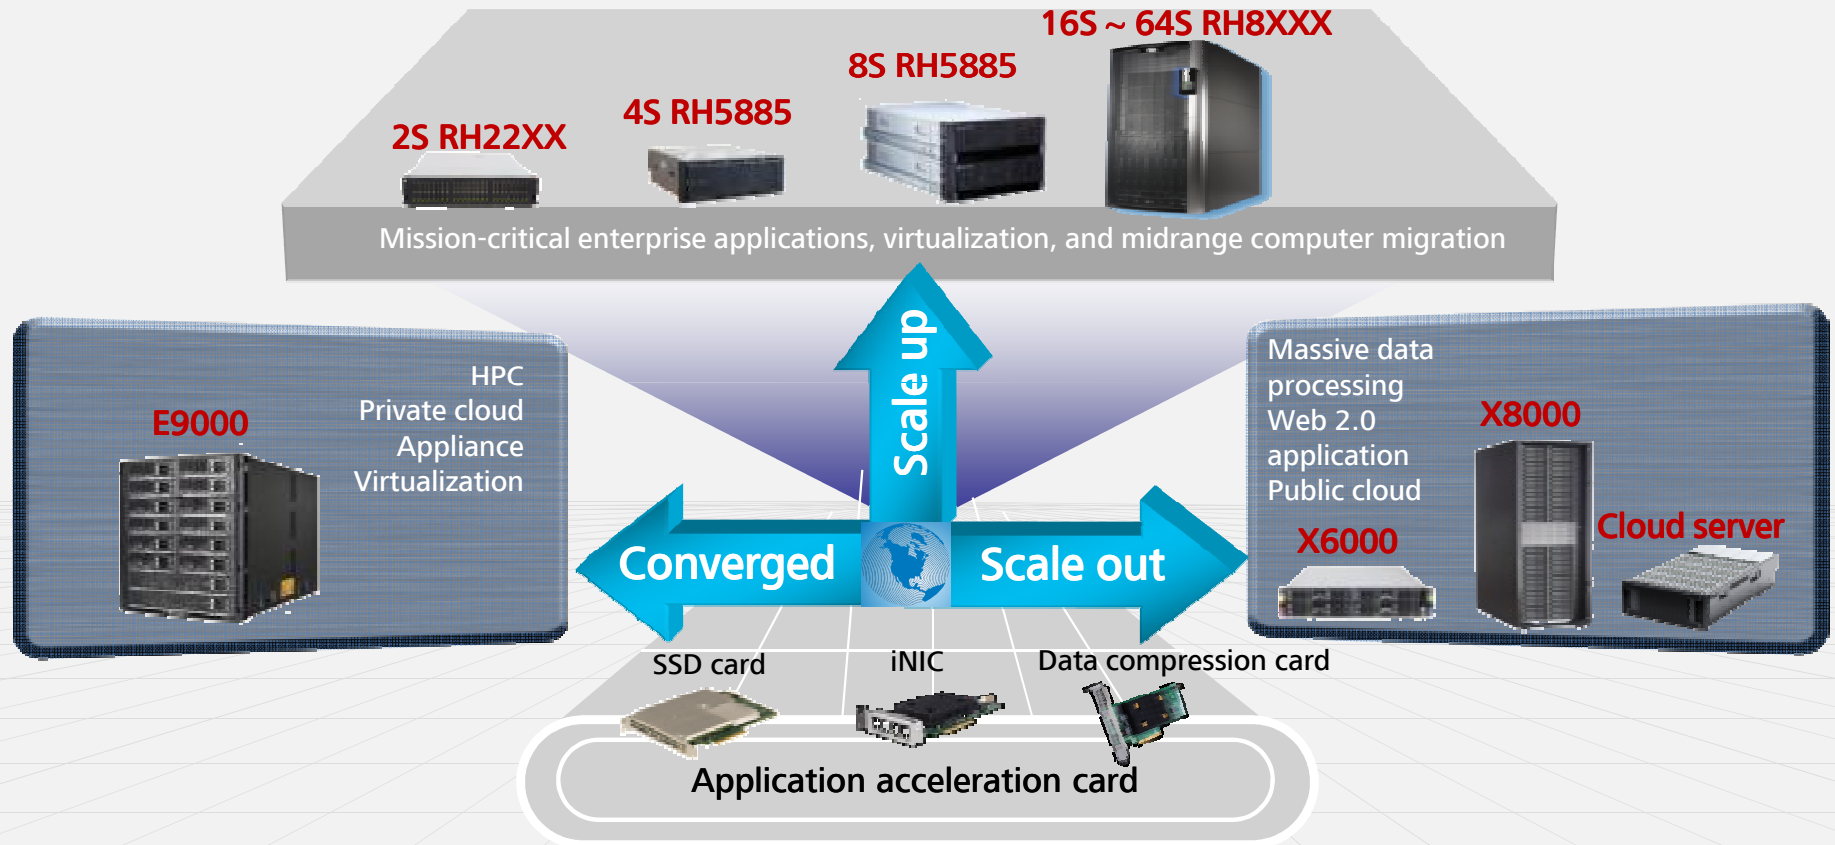 16S ~ 64S RH8XXX
8S RH5885
4S RH5885
2S RH22XX
Mission-critical enterprise applications, virtualization, and midrange computer migration
Scale up
HPC
Private cloud
Appliance
Virtualization
E9000
Massive data
processing
Web 2.0
application
Public cloud
X8000
X6000
Cloud server
Converged
Scale out
SSD card
iNIC
Data compression card
Application acceleration card